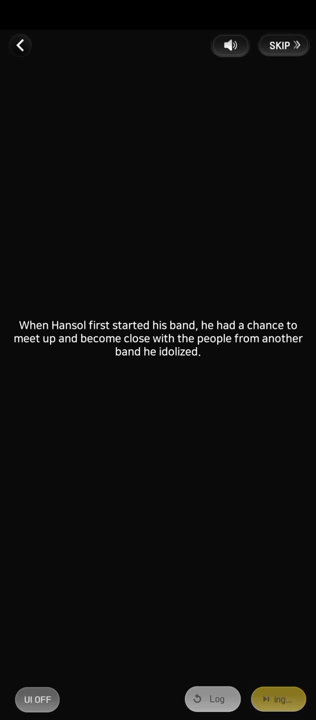 SKIP
When Hansol first started his band, he had a chance to
meet up and become close with the people from another
band he idolized.
UI OFF
Log
ing...